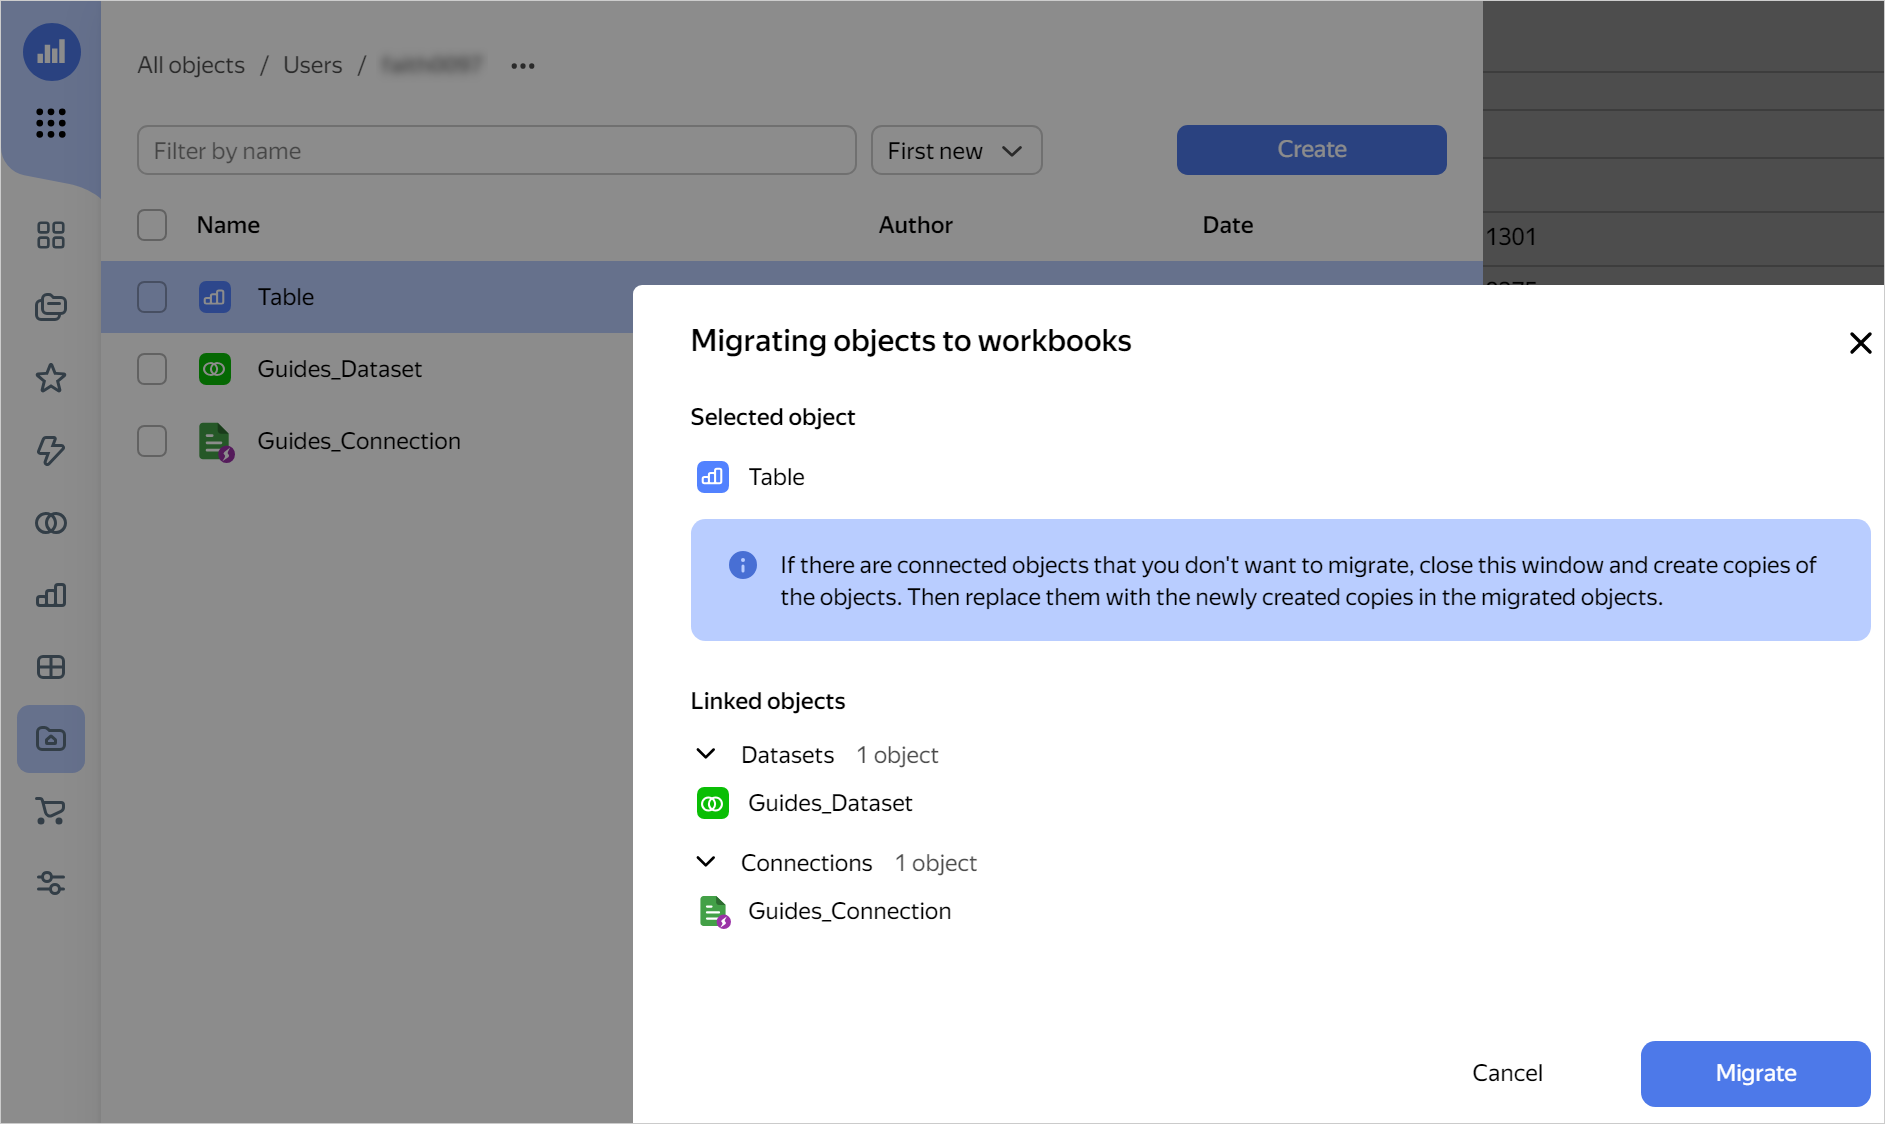 All objects / Users /
Filter by name
First new
Create
Name
Author
Date
1301
Table
Guides_Dataset
Guides_Connection
Migrating objects to workbooks
Selected object
Table
If there are connected objects that you don't want to migrate, close this window and create copies of
the objects. Then replace them with the newly created copies in the migrated objects.
Linked objects
Datasets 1 object
Guides_Dataset
Connections 1 object
Guides_Connection
Cancel
Migrate